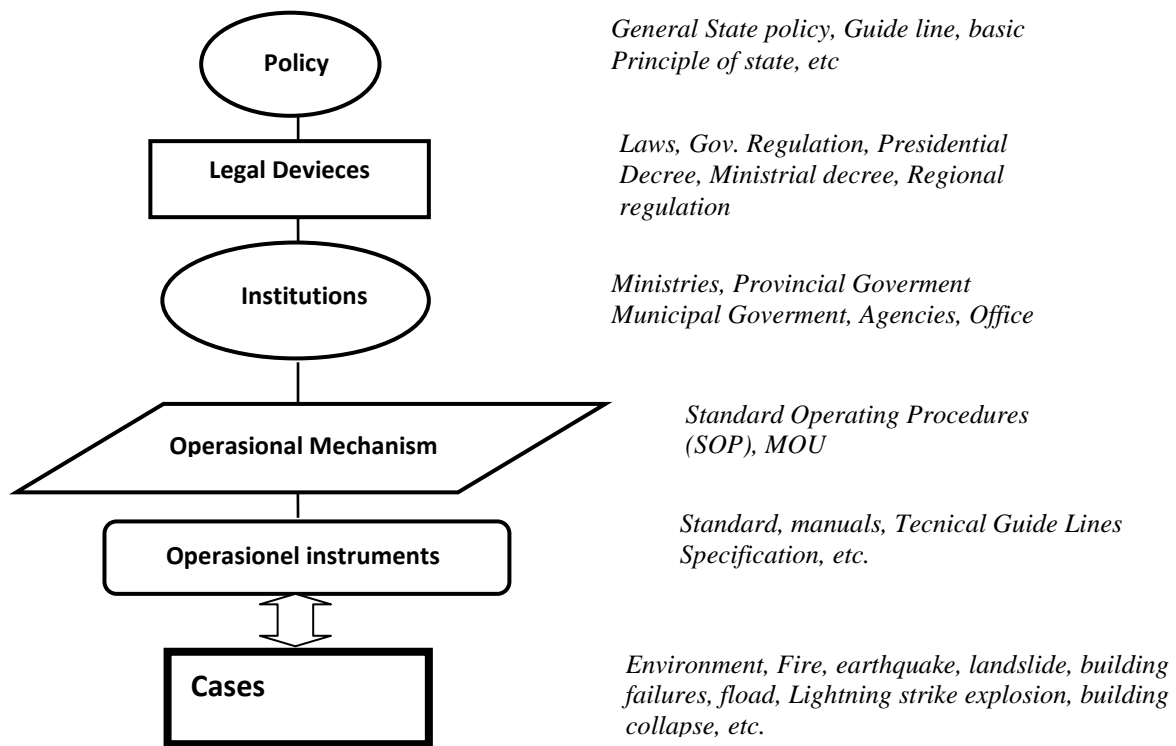 Policy
General State policy, Guide line, basic
Principle of state, etc
Legal Devieces
Laws, Gov. Regulation, Presidential
Decree, Ministrial decree, Regional
regulation
Institutions
Ministries, Provincial Goverment
Municipal Goverment, Agencies, Office
Operasional Mechanism
Standard Operating Procedures
(SOP), MOU
Operasionel instruments
Standard, manuals, Tecnical Guide Lines
Specification, etc.
Cases
Environment, Fire, earthquake, landslide, building
failures, fload, Lightning strike explosion, building
collapse, etc.